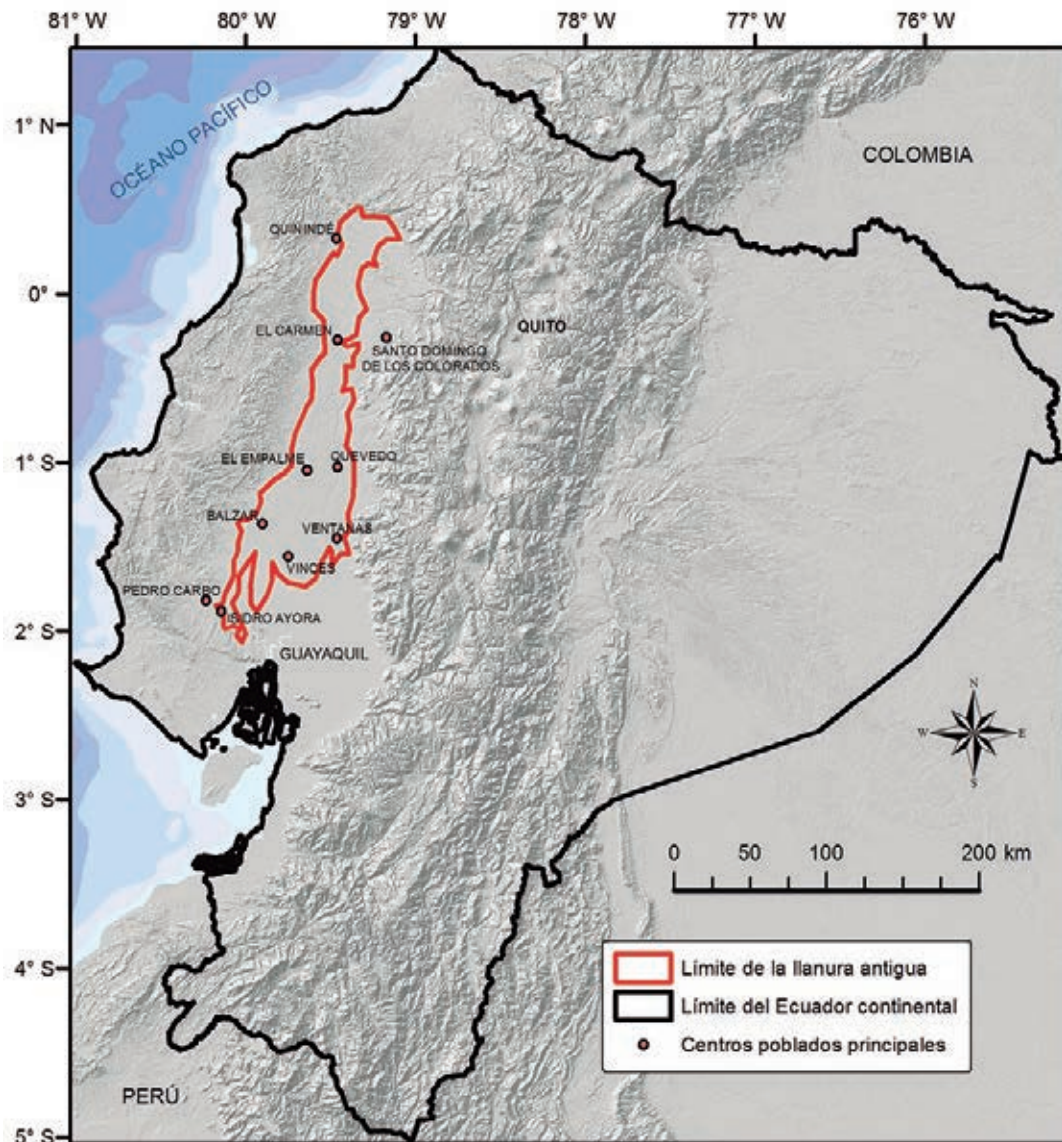 81° W
80° W
79° W
78° W
77° W
76° W
1° N
0°
1° S
2° S
3° S
4° S
5° S
OCÉANO PACÍFICO
COLOMBIA
QUININDÉ
EL CARMEN
QUITO
SANTO DOMINGO
DE LOS COLORADOS
EL EMPALME
QUEVEDO
BALZAR
VENTANAS
VINCES
PEDRO CARBO
ISIDRO AYORA
GUAYAQUIL
N
W E
S
0 50 100 200 km
Límite de la llanura antigua
Límite del Ecuador continental
Centros poblados principales
PERÚ